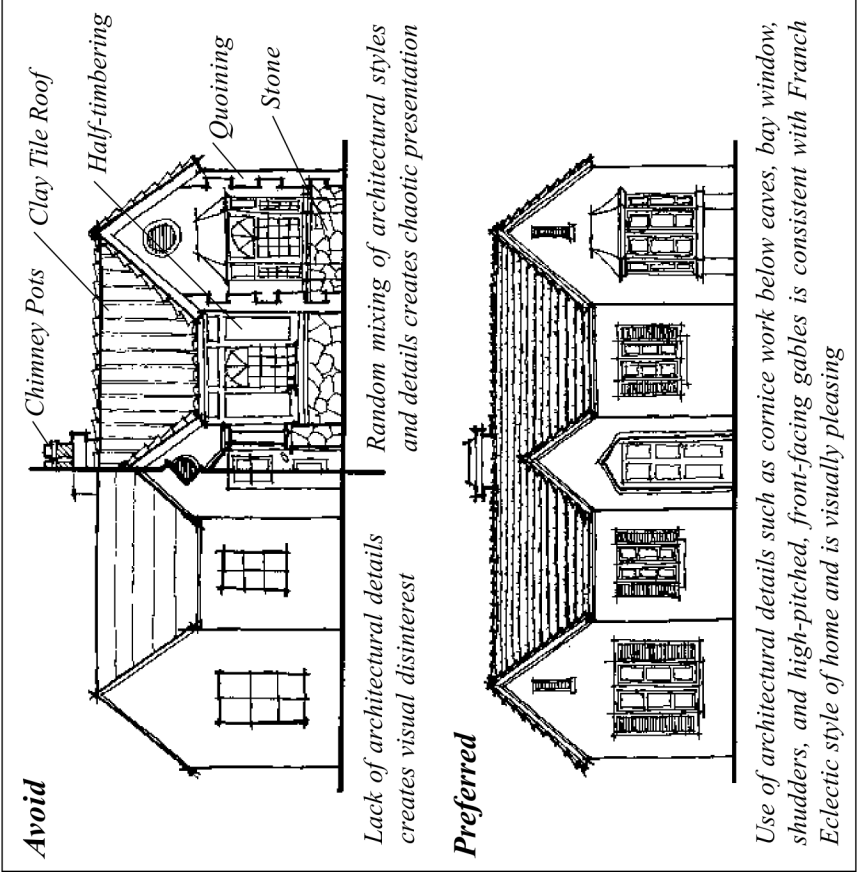 Avoid
Chimney Pots
Clay Tile Roof
Half-timbering
Quoining
Stone
Lack of architectural details
creates visual disinterest
Random mixing of architectural styles
and details creates chaotic presentation
Preferred
Use of architectural details such as cornice work below eaves, bay window,
shudders, and high-pitched, front-facing gables is consistent with Franch
Eclectic style of home and is visually pleasing